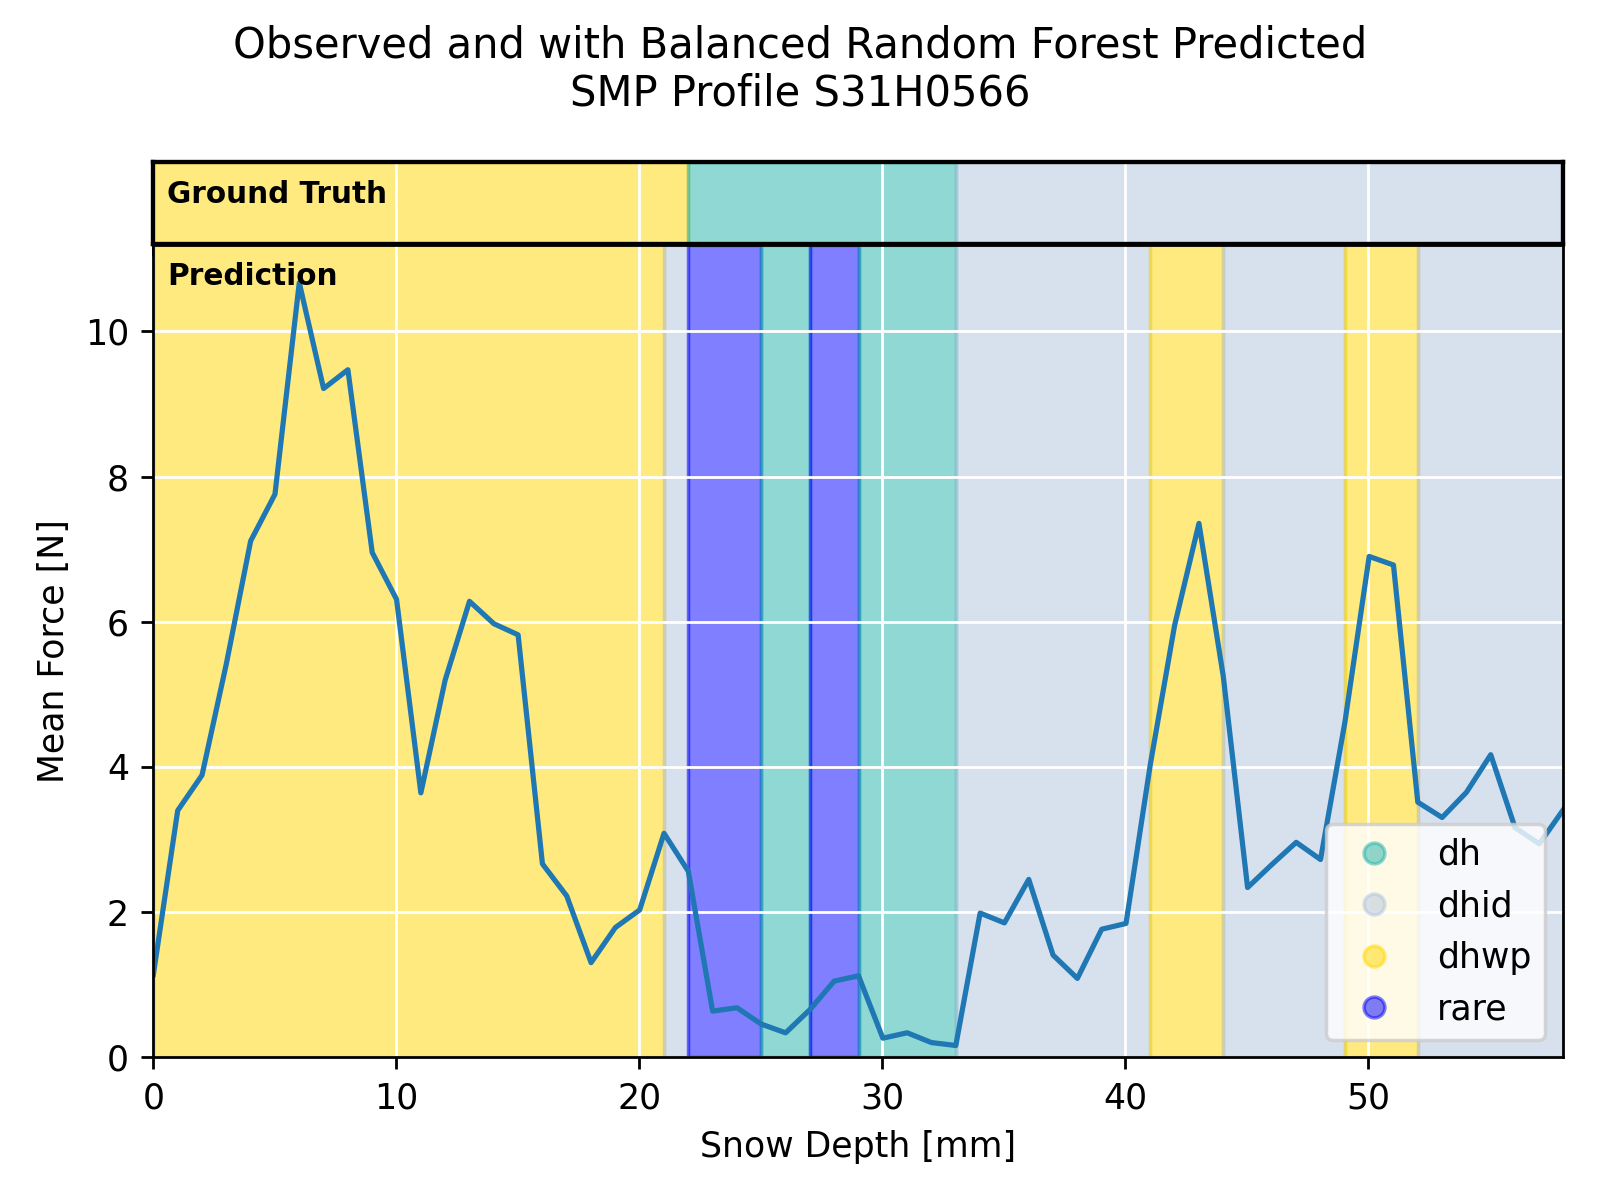 Observed and with Balanced Random Forest Predicted
SMP Profile S31H0566
Ground Truth
Prediction
10
8
6
4
2
0
Mean Force [N]
0 10 20 30 40 50
Snow Depth [mm]
dh
dhid
dhwp
rare